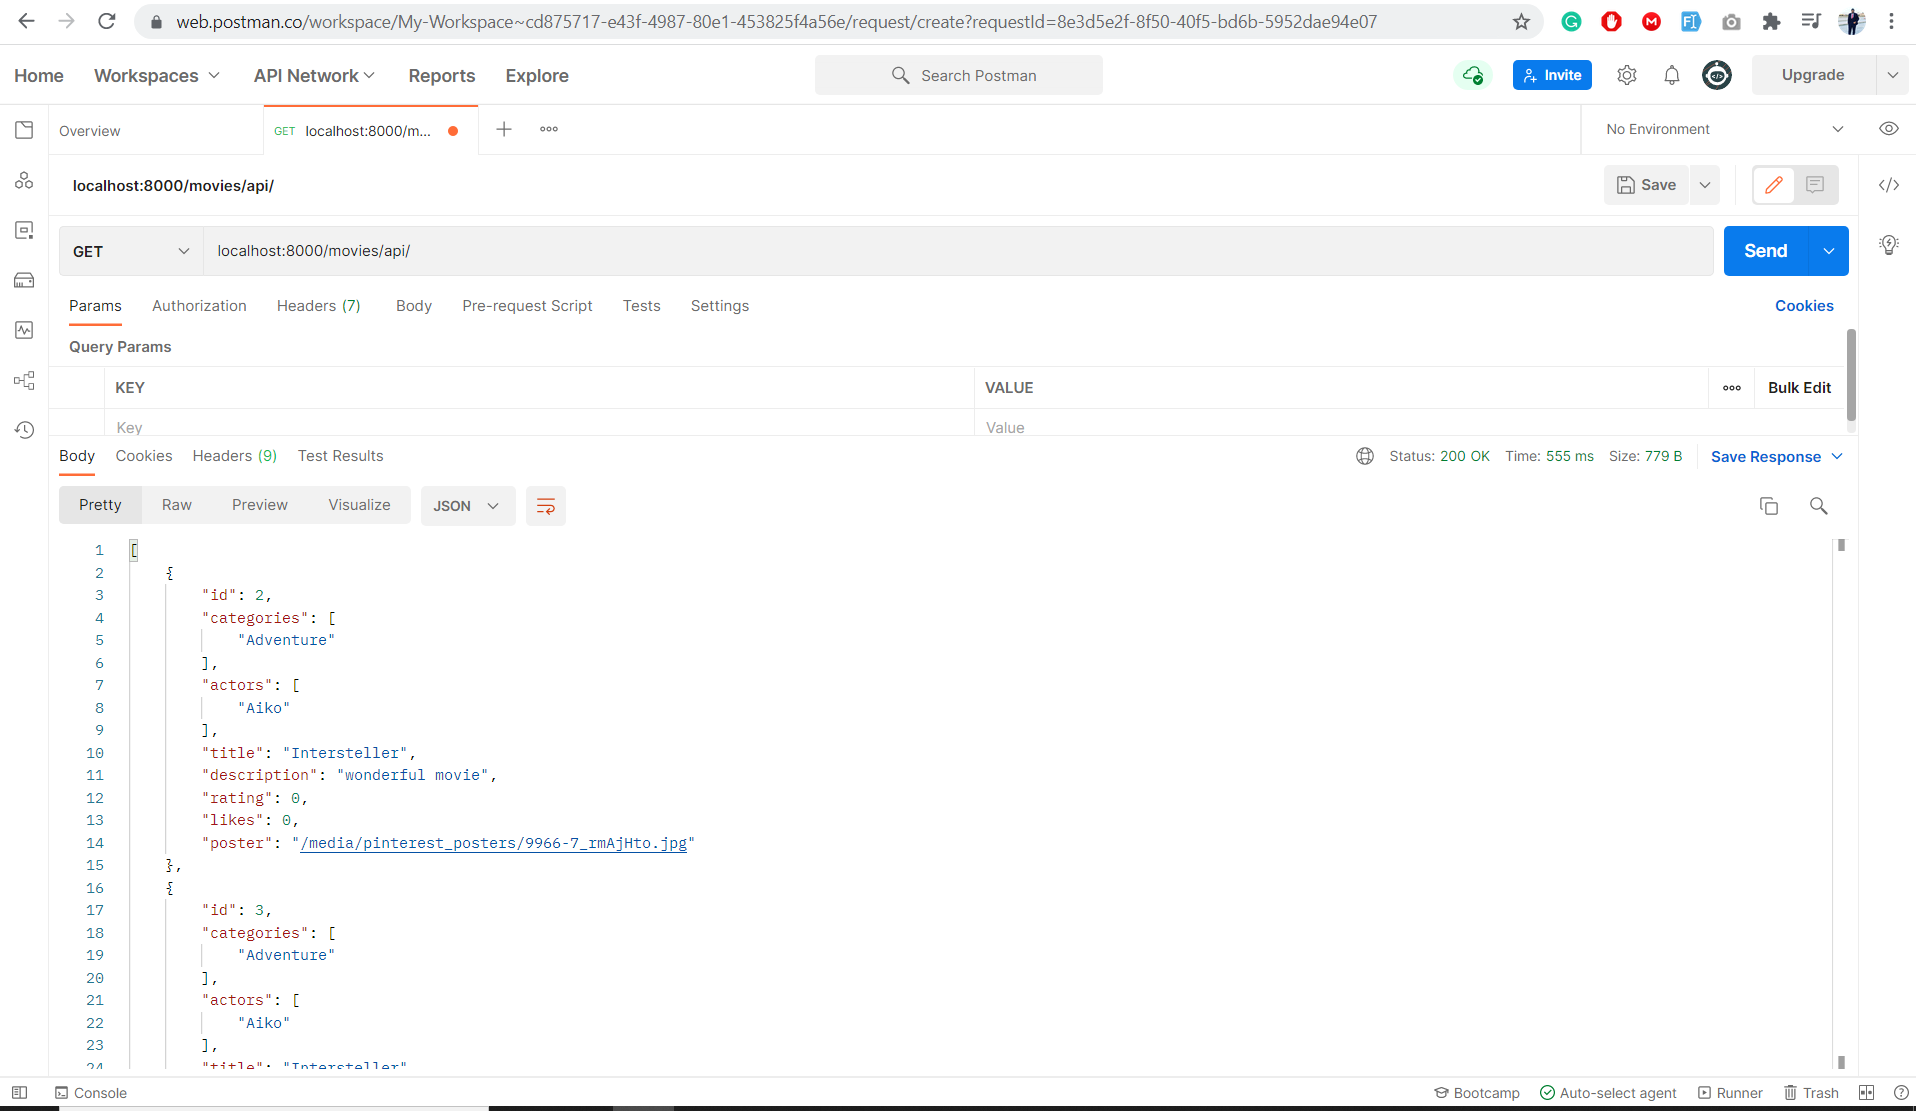 web.postman.co/workspace/My-Workspace~cd875717-e43f-4987-80e1-453825f4a56e/request/create?requestId=8e3d5e2f-8f50-40f5-bd6b-5952dae94e07
Home Workspaces API Network Reports Explore Search Postman Invite Upgrade
Overview GET localhost:8000/m... No Environment
localhost:8000/movies/api/ Save
GET localhost:8000/movies/api/ Send
Params Authorization Headers (7) Body Pre-request Script Tests Settings Cookies
Query Params
KEY VALUE ooo Bulk Edit
Key Value
Body Cookies Headers (9) Test Results Status: 200 OK Time: 555 ms Size: 779 B Save Response
Pretty Raw Preview Visualize JSON
1 [
2 {
3 "id": 2,
4 "categories": [
5 "Adventure"
6 ],
7 "actors": [
8 "Aiko"
9 ],
10 "title": "Intersteller",
11 "description": "wonderful movie",
12 "rating": 0,
13 "likes": 0,
14 "poster": "/media/pinterest_posters/9966-7_rmAjHto.jpg"
15 },
16 {
17 "id": 3,
18 "categories": [
19 "Adventure"
20 ],
21 "actors": [
22 "Aiko"
23 ],
24 "title": "Intersteller"
Console Bootcamp Auto-select agent Runner Trash